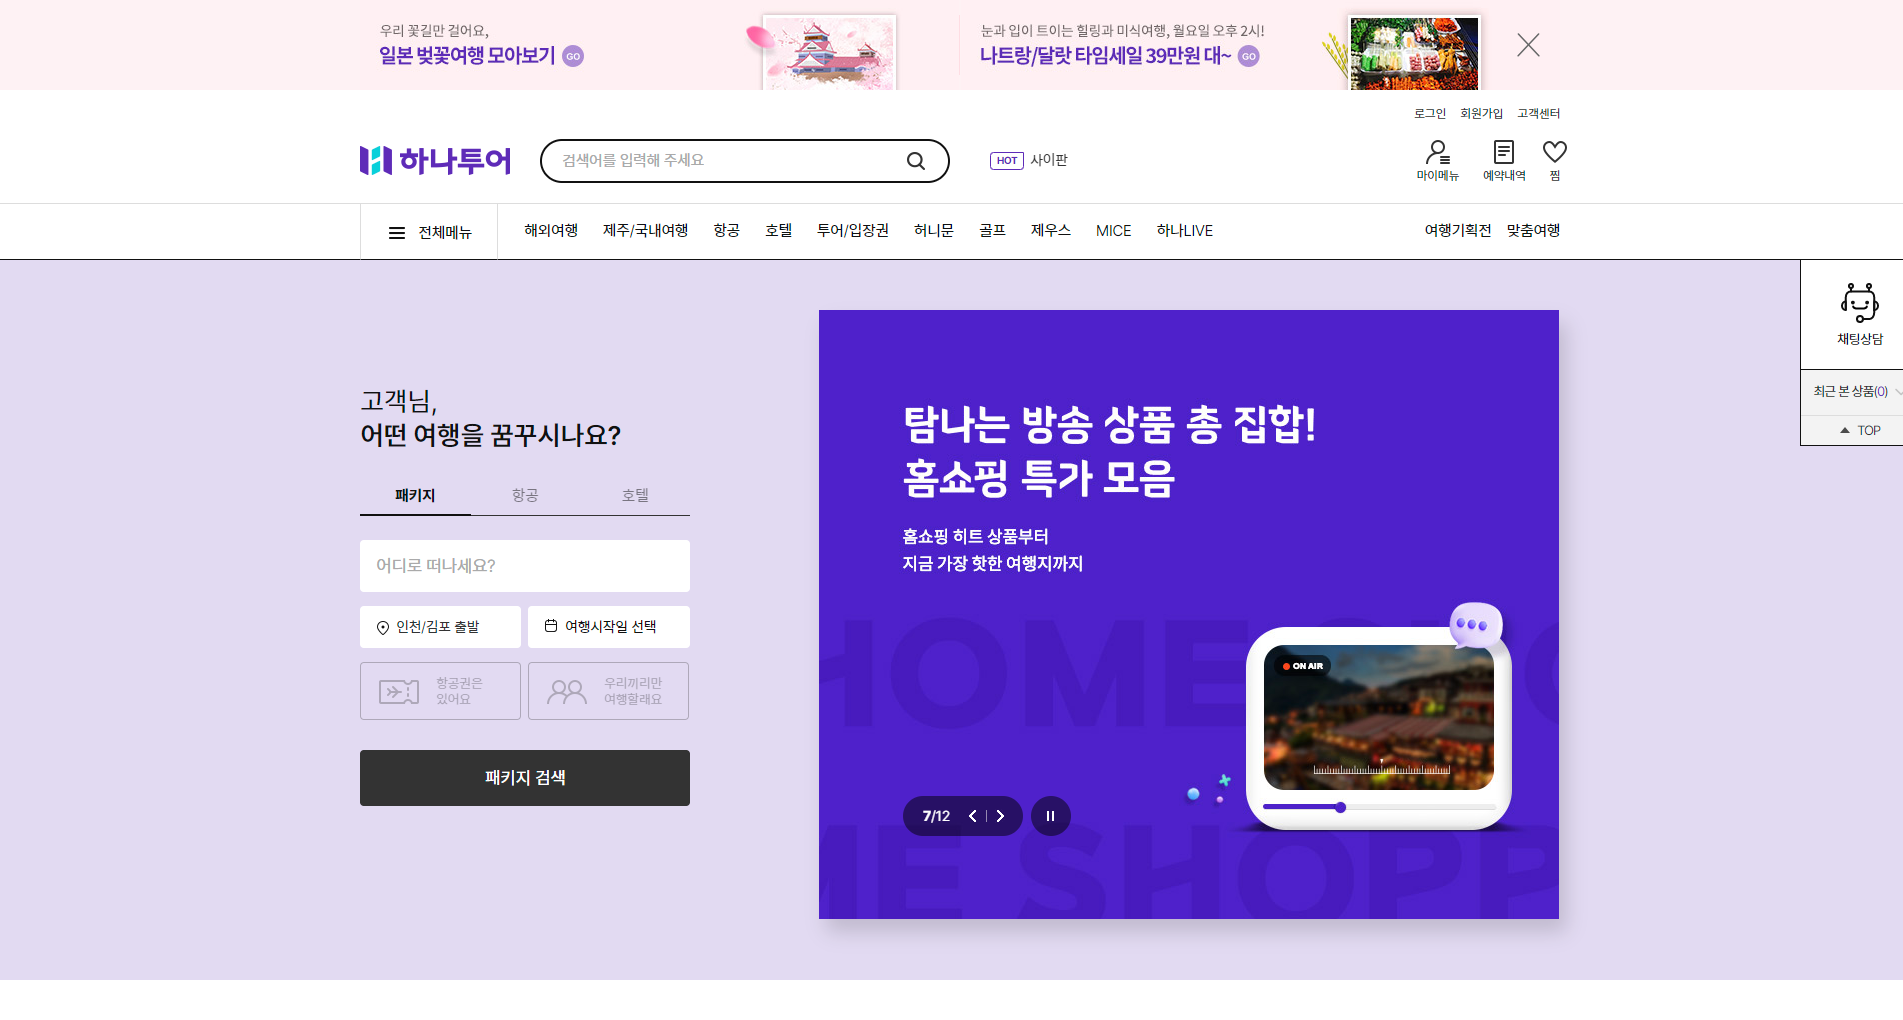 우리 꽃길만 걸어요,
일본 벚꽃여행 모아보기 GO
눈과 입이 트이는 힐링과 미식여행, 월요일 오후 2시!
나트랑/달랏 타임세일 39만원 대~ GO
로그인 회원가입 고객센터
하나투어
검색어를 입력해 주세요
HOT 사이판
마이메뉴 예약내역 찜
전체메뉴 해외여행 제주/국내여행 항공 호텔 투어/입장권 허니문 골프 제우스 MICE 하나LIVE 여행기획전 맞춤여행
채팅상담
최근 본 상품(0)
TOP
고객님,
어떤 여행을 꿈꾸시나요?
패키지 항공 호텔
어디로 떠나세요?
인천/김포 출발 여행시작일 선택
항공권은
있어요
우리끼리만
여행할래요
패키지 검색
탐나는 방송 상품 총 집합!
홈쇼핑 특가 모음
홈쇼핑 히트 상품부터
지금 가장 핫한 여행지까지
HOME SHO
ON AIR
7/12
ME SHOPP